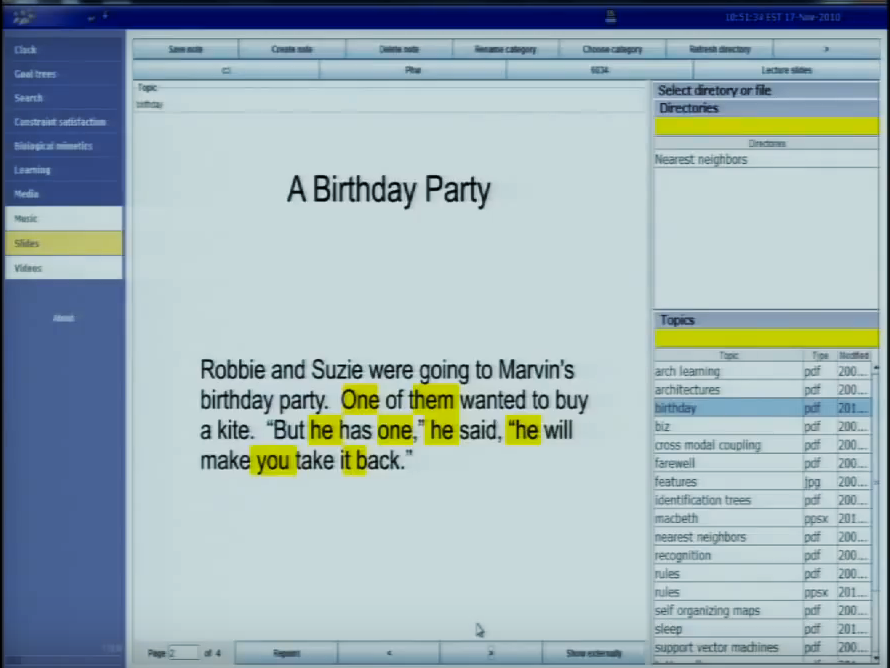 10:51:34 EST 17-Nov-2010
Clock
Goal trees
Search
Constraint satisfaction
Biological mimetics
Learning
Media
Music
Slides
Videos
About
Save note
Create note
Delete note
Rename category
Choose category
Refresh directory
>
Phw
6034
Lecture slides
Topic
birthday
A Birthday Party
Robbie and Suzie were going to Marvin's
birthday party. One of them wanted to buy
a kite. “But he has one,” he said, “he will
make you take it back.”
Page 2 of 4
<
>
Show externally
Select diretory or file
Directories
Directories
Nearest neighbors
Topics
Topic Type Modified
arch learning pdf 200...
architectures pdf 200...
birthday pdf 201...
biz pdf 200...
cross modal coupling pdf 200...
farewell pdf 200...
features jpg 200...
identification trees pdf 200...
macbeth ppsx 201...
nearest neighbors pdf 200...
recognition pdf 200...
rules pdf 200...
rules ppsx 201...
self organizing maps pdf 200...
sleep pdf 201...
support vector machines pdf 200...